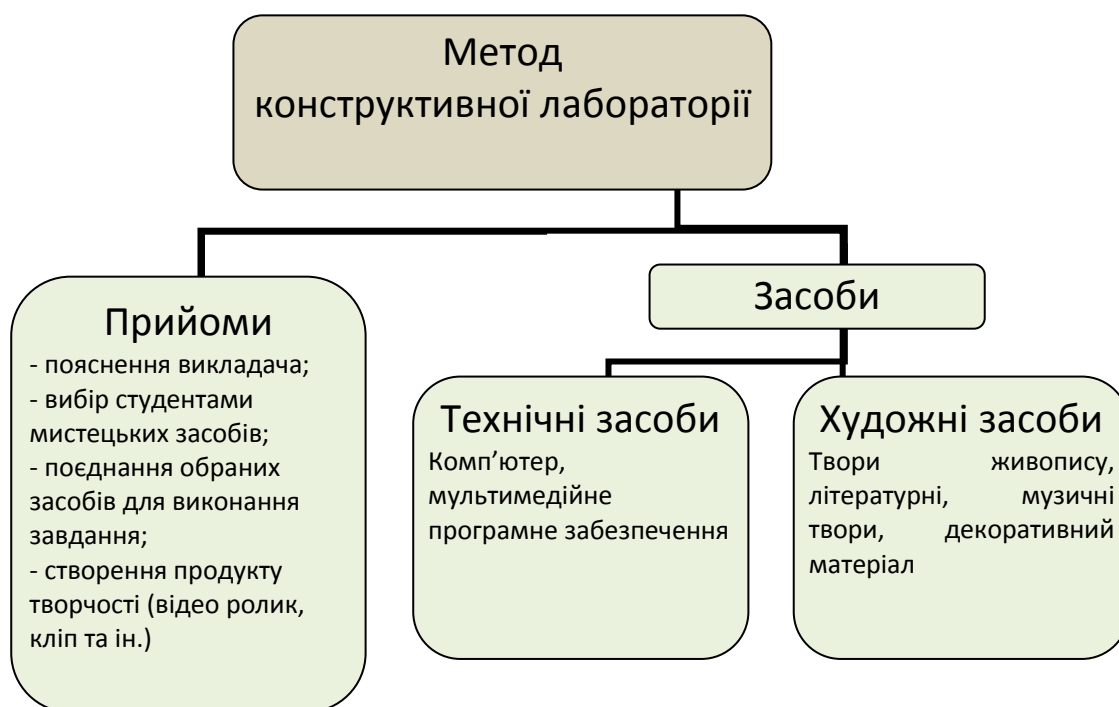 Метод
конструктивної лабораторії
Прийоми
- пояснення викладача;
- вибір студентами
мистецьких засобів;
- поєднання обраних
засобів для виконання
завдання;
- створення продукту
творчості (відео ролик,
кліп та ін.)
Засоби
Технічні засоби
Комп’ютер,
мультимедійне
програмне забезпечення
Художні засоби
Твори живопису,
літературні, музичні
твори, декоративний
матеріал